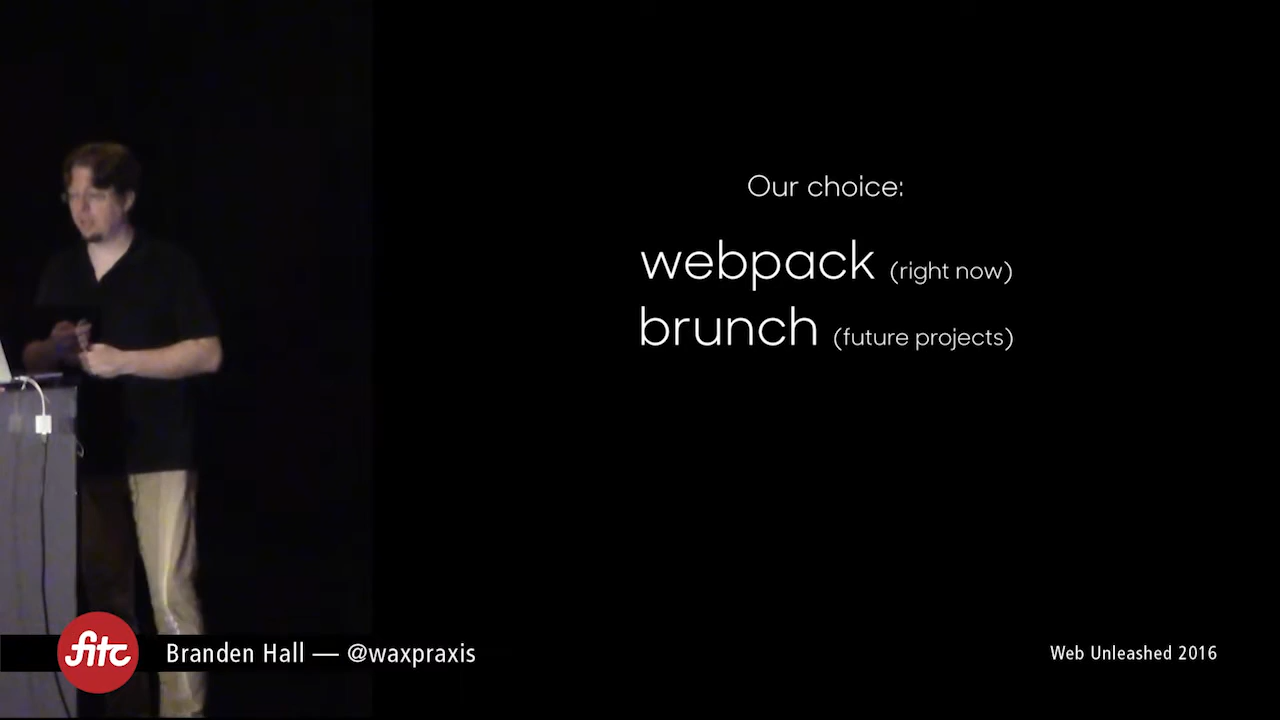 Our choice:
webpack (right now)
brunch (future projects)
fitc
Branden Hall — @waxpraxis
Web Unleashed 2016